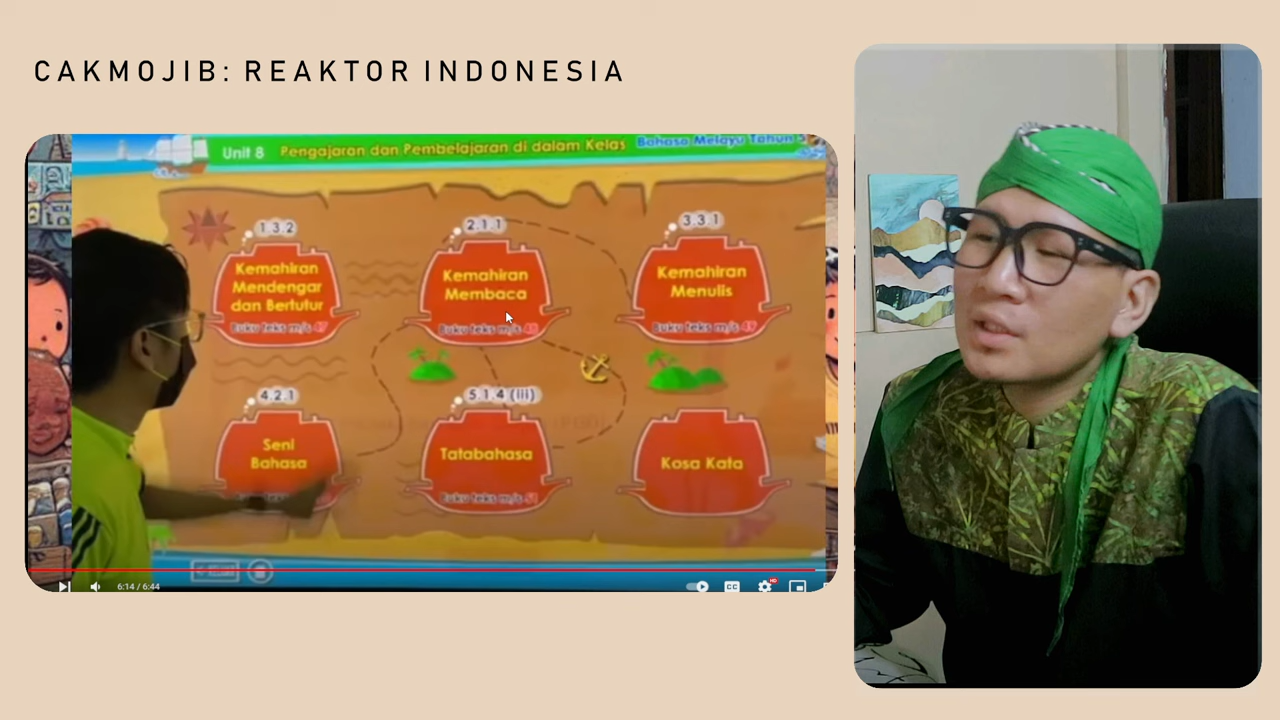 CAKMOJIB: REAKTOR INDONESIA
Unit 8 Pengajaran dan Pembelajaran di dalam Kelas Bahasa Melayu Tahun
1.3.2
Kemahiran
Mendengar
dan Bertutur
Buku teks m/s 47
2.1.1
Kemahiran
Membaca
Buku teks m/s 48
3.3.1
Kemahiran
Menulis
Buku teks m/s 49
4.2.1
Seni
Bahasa
5.1.4 (iii)
Tatabahasa
Buku teks m/s 51
Kosa Kata
6:14 / 6:44
CC
HD